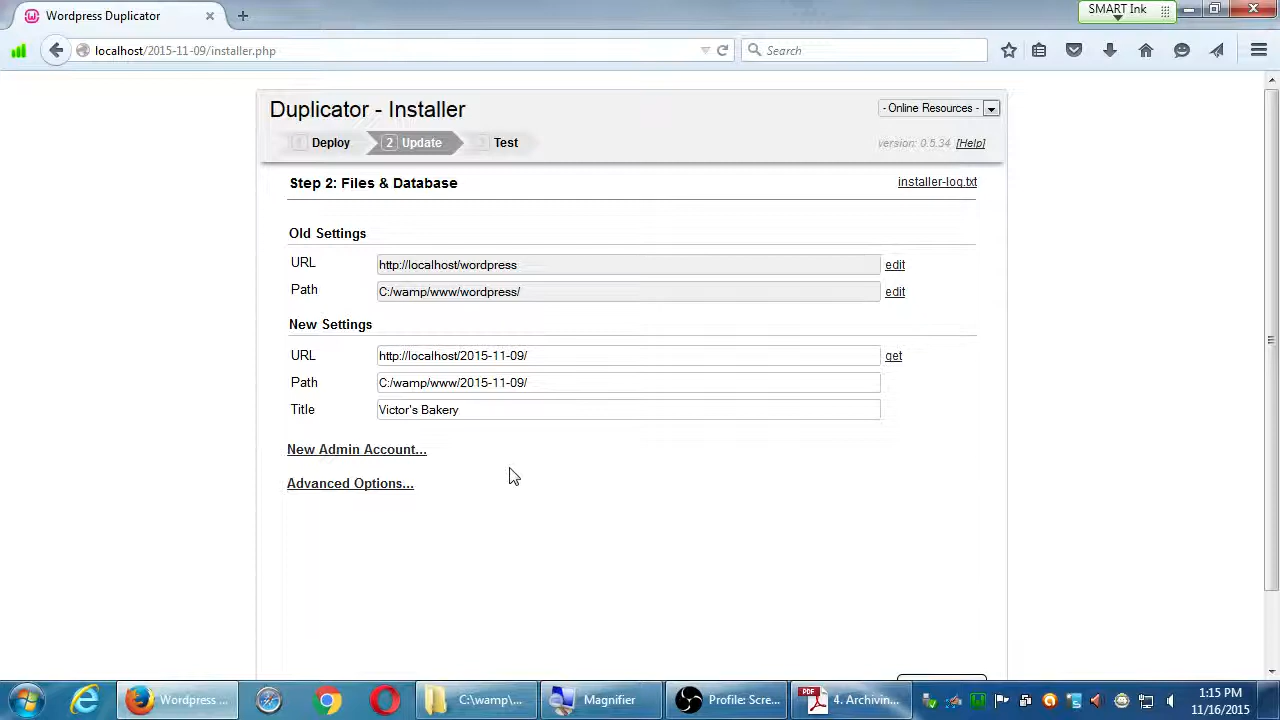 Wordpress Duplicator
SMART Ink
localhost/2015-11-09/installer.php
Search
Duplicator - Installer
- Online Resources -
1 Deploy
2 Update
3 Test
version: 0.5.34 [Help]
Step 2: Files & Database
installer-log.txt
Old Settings
URL
http://localhost/wordpress
edit
Path
C:/wamp/www/wordpress/
edit
New Settings
URL
http://localhost/2015-11-09/
get
Path
C:/wamp/www/2015-11-09/
Title
Victor's Bakery
New Admin Account...
Advanced Options...
Wordpress ...
C:\wamp\...
Magnifier
Profile: Scre...
PDF
4. Archivin...
1:15 PM
11/16/2015